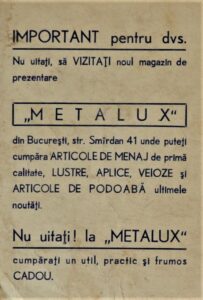 IMPORTANT pentru dvs.
Nu uitați, să VIZITAȚI noul magazin de
prezentare
„METALUX"
din București, str. Smîrdan 41 unde puteți
cumpăra ARTICOLE DE MENAJ de primă
calitate, LUSTRE, APLICE, VEIOZE și
ARTICOLE DE PODOABĂ ultimele
noutăți.
Nu uitați! la „METALUX"
cumpărați un util, practic și frumos
CADOU.